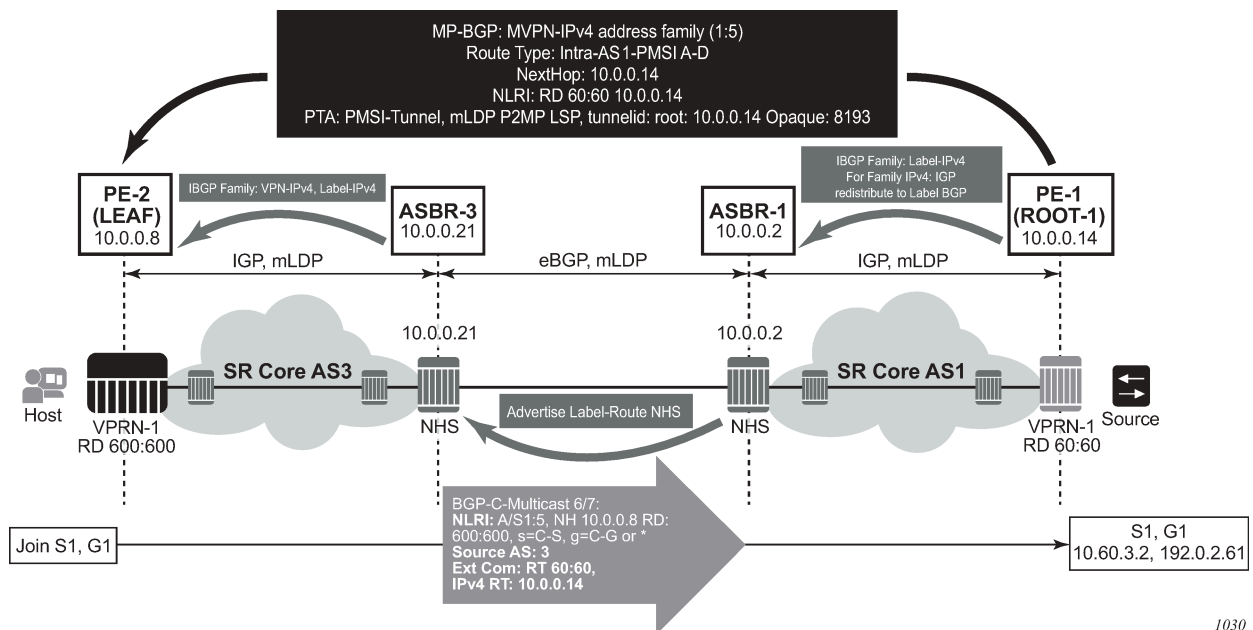 MP-BGP: MVPN-IPv4 address family (1:5)
Route Type: Intra-AS1-PMSI A-D
NextHop: 10.0.0.14
NLRI: RD 60:60 10.0.0.14
PTA: PMSI-Tunnel, mLDP P2MP LSP, tunnelid: root: 10.0.0.14 Opaque: 8193
PE-2
(LEAF)
10.0.0.8
IBGP Family: VPN-IPv4, Label-IPv4
ASBR-3
10.0.0.21
ASBR-1
10.0.0.2
IBGP Family: Label-IPv4
For Family IPv4: IGP
redistribute to Label BGP
PE-1
(ROOT-1)
10.0.0.14
IGP, mLDP
eBGP, mLDP
IGP, mLDP
10.0.0.21
10.0.0.2
SR Core AS3
SR Core AS1
Host
VPRN-1
RD 600:600
NHS
Advertise Label-Route NHS
NHS
VPRN-1
RD 60:60
Source
BGP-C-Multicast 6/7:
NLRI: A/S1:5, NH 10.0.0.8 RD:
600:600, s=C-S, g=C-G or *
Source AS: 3
Ext Com: RT 60:60,
IPv4 RT: 10.0.0.14
Join S1, G1
S1, G1
10.60.3.2, 192.0.2.61
1030